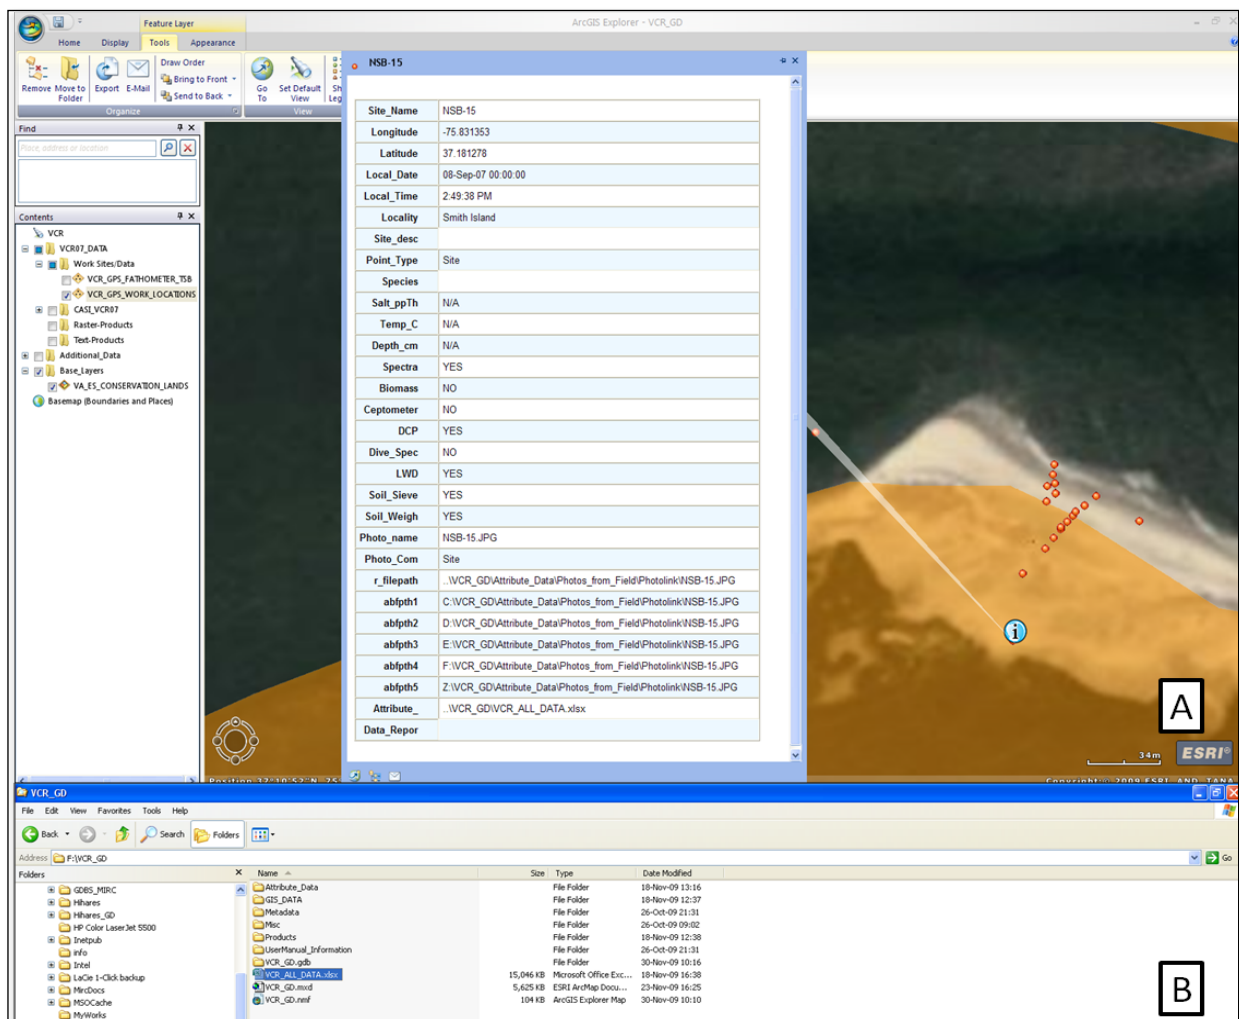 Feature Layer
ArcGIS Explorer - VCR_GD
Home Display Tools Appearance
Draw Order
Bring to Front
Send to Back
Remove Move to Folder Export E-Mail
Go To Set Default View
Organize View
NSB-15
Find
Place, address or location
Contents
VCR
VCR07_DATA
Work Sites/Data
VCR_GPS_FATHOMETER_TSB
VCR_GPS_WORK_LOCATIONS
CASI_VCR07
Raster-Products
Text-Products
Additional_Data
Base_Layers
VA_ES_CONSERVATION_LANDS
Basemap (Boundaries and Places)
Site_Name NSB-15
Longitude -75.831353
Latitude 37.181278
Local_Date 08-Sep-07 00:00:00
Local_Time 2:49:38 PM
Locality Smith Island
Site_desc
Point_Type Site
Species
Salt_ppTh N/A
Temp_C N/A
Depth_cm N/A
Spectra YES
Biomass NO
Ceptometer NO
DCP YES
Dive_Spec NO
LWD YES
Soil_Sieve YES
Soil_Weigh YES
Photo_name NSB-15.JPG
Photo_Com Site
r_filepath ..\VCR_GD\Attribute_Data\Photos_from_Field\Photolink\NSB-15.JPG
abfpth1 C:\VCR_GD\Attribute_Data\Photos_from_Field\Photolink\NSB-15.JPG
abfpth2 D:\VCR_GD\Attribute_Data\Photos_from_Field\Photolink\NSB-15.JPG
abfpth3 E:\VCR_GD\Attribute_Data\Photos_from_Field\Photolink\NSB-15.JPG
abfpth4 F:\VCR_GD\Attribute_Data\Photos_from_Field\Photolink\NSB-15.JPG
abfpth5 Z:\VCR_GD\Attribute_Data\Photos_from_Field\Photolink\NSB-15.JPG
Attribute_ ..\VCR_GD\VCR_ALL_DATA.xlsx
Data_Repor
A
34m
ESRI®
VCR_GD
File Edit View Favorites Tools Help
Back Search Folders
Address F:\VCR_GD Go
Folders
GDBS_MIRC
Hihares
Hihares_GD
HP Color LaserJet 5500
Inetpub
info
Intel
LaCie 1-Click backup
MircDocs
MSOCache
MyWorks
Name Size Type Date Modified
Attribute_Data File Folder 18-Nov-09 13:16
GIS_DATA File Folder 18-Nov-09 12:37
Metadata File Folder 26-Oct-09 21:31
Misc File Folder 26-Oct-09 09:02
Products File Folder 18-Nov-09 12:38
UserManual_Information File Folder 26-Oct-09 21:31
VCR_GD.gdb File Folder 30-Nov-09 10:16
VCR_ALL_DATA.xlsx 15,046 KB Microsoft Office Exc... 18-Nov-09 16:38
VCR_GD.mxd 5,625 KB ESRI ArcMap Docu... 23-Nov-09 16:25
VCR_GD.nmf 104 KB ArcGIS Explorer Map 30-Nov-09 10:10
B